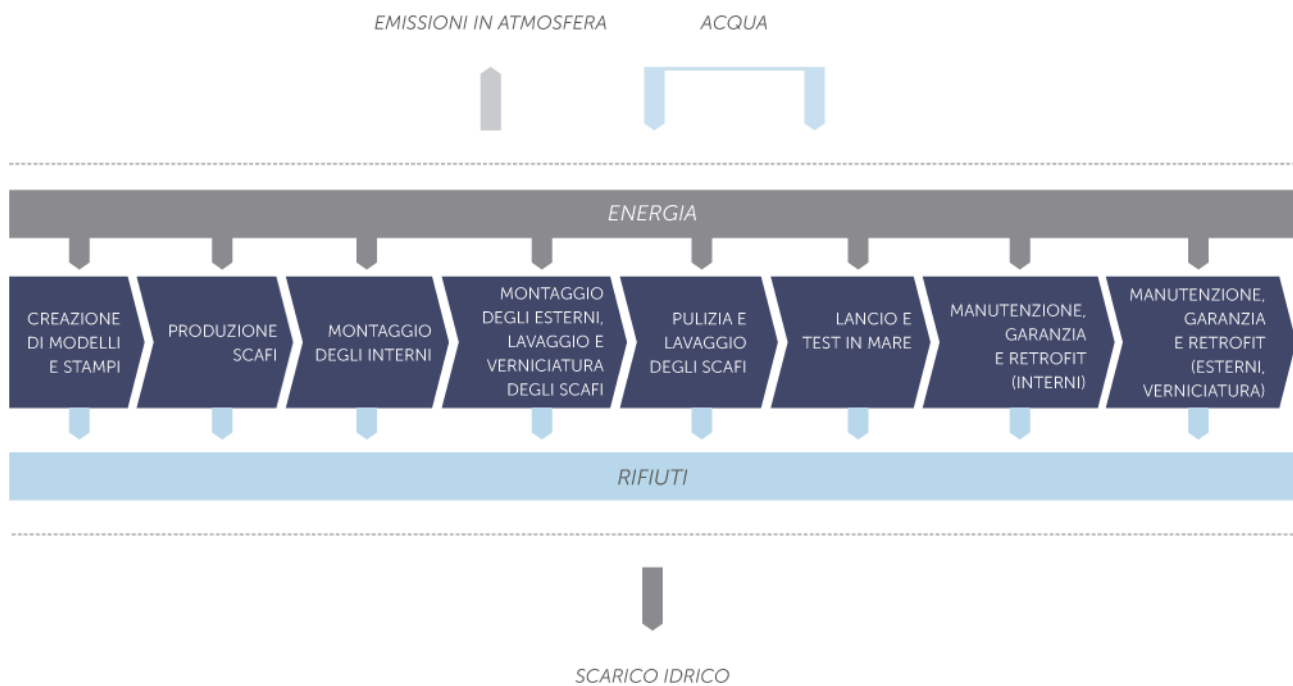 EMISSIONI IN ATMOSFERA
ACQUA
ENERGIA
CREAZIONE
DI MODELLI
E STAMPI
PRODUZIONE
SCAFI
MONTAGGIO
DEGLI INTERNI
MONTAGGIO
DEGLI ESTERNI,
LAVAGGIO E
VERNICIATURA
DEGLI SCAFI
PULIZIA E
LAVAGGIO
DEGLI SCAFI
LANCIO E
TEST IN MARE
MANUTENZIONE,
GARANZIA
E RETROFIT
(INTERNI)
MANUTENZIONE,
GARANZIA
E RETROFIT
(ESTERNI,
VERNICIATURA)
RIFIUTI
SCARICO IDRICO